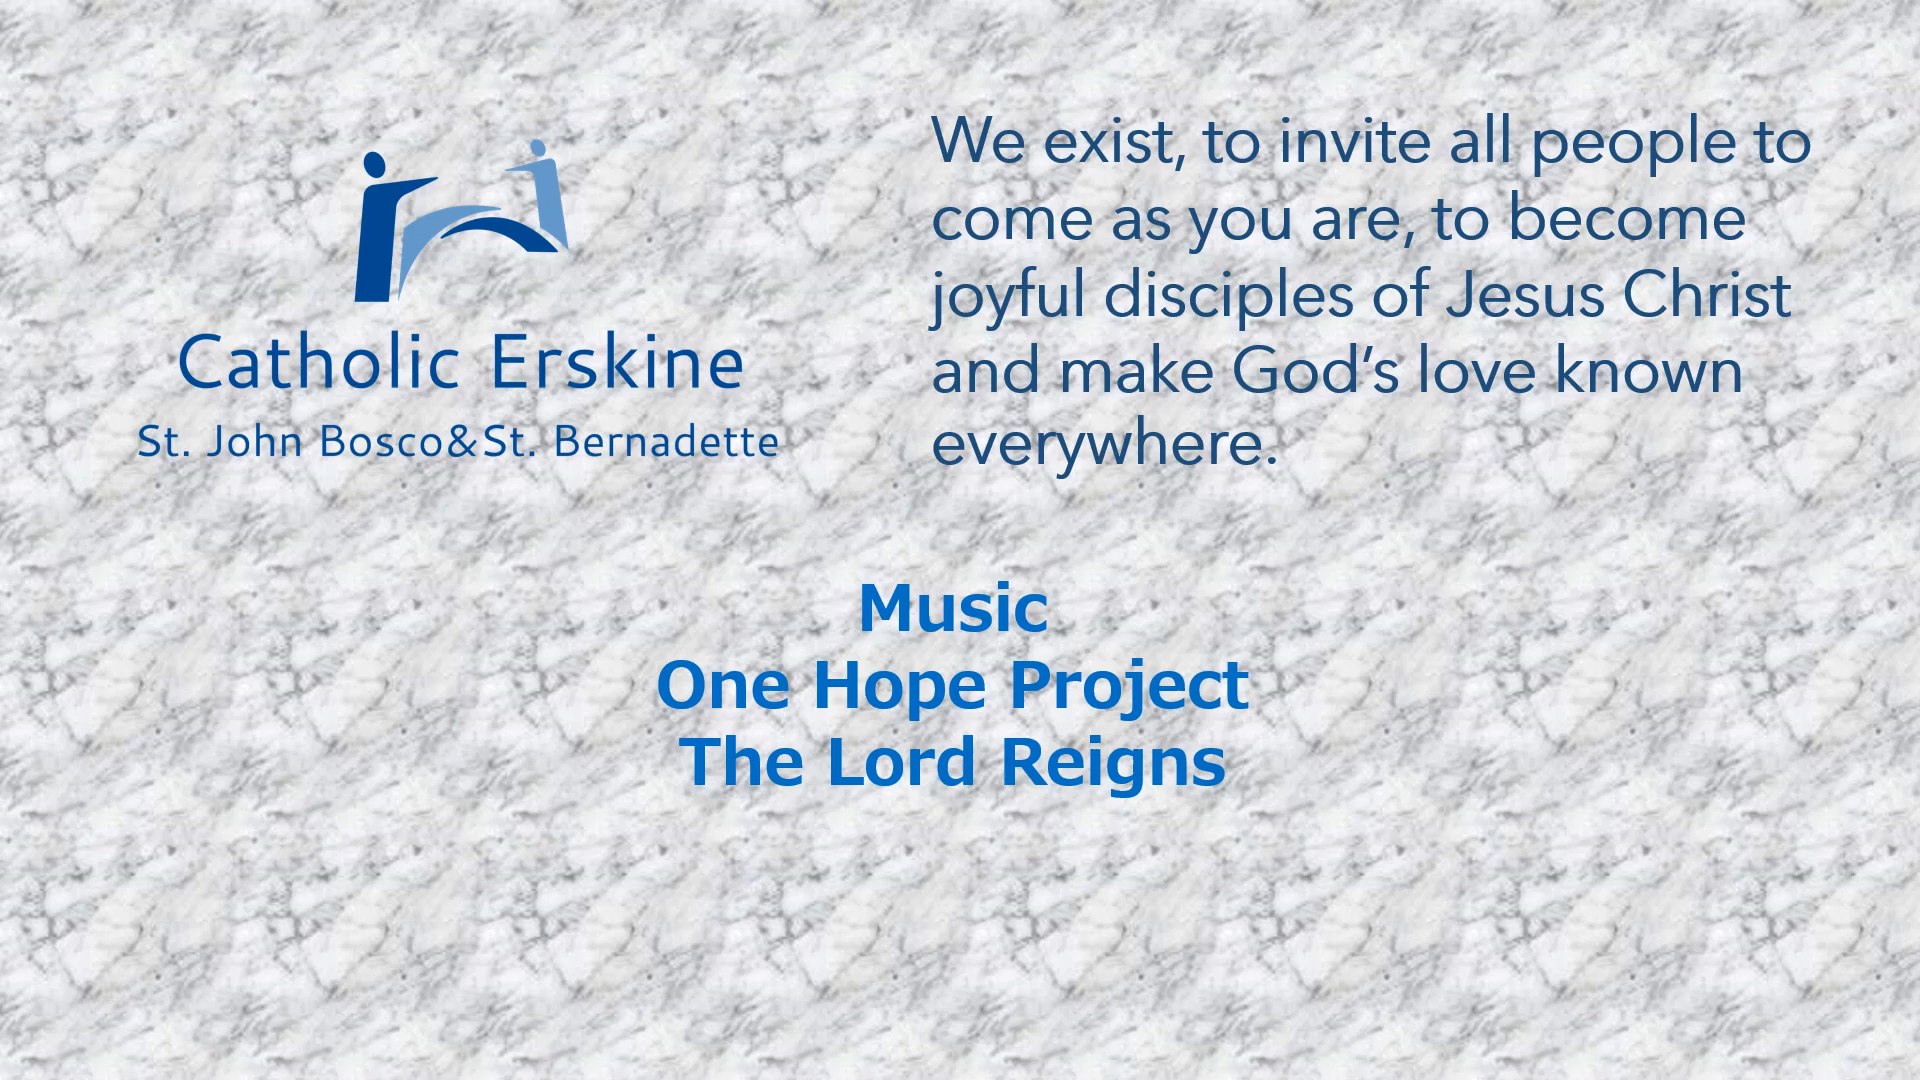 Catholic Erskine
St. John Bosco&St. Bernadette
We exist, to invite all people to
come as you are, to become
joyful disciples of Jesus Christ
and make God’s love known
everywhere.
Music
One Hope Project
The Lord Reigns